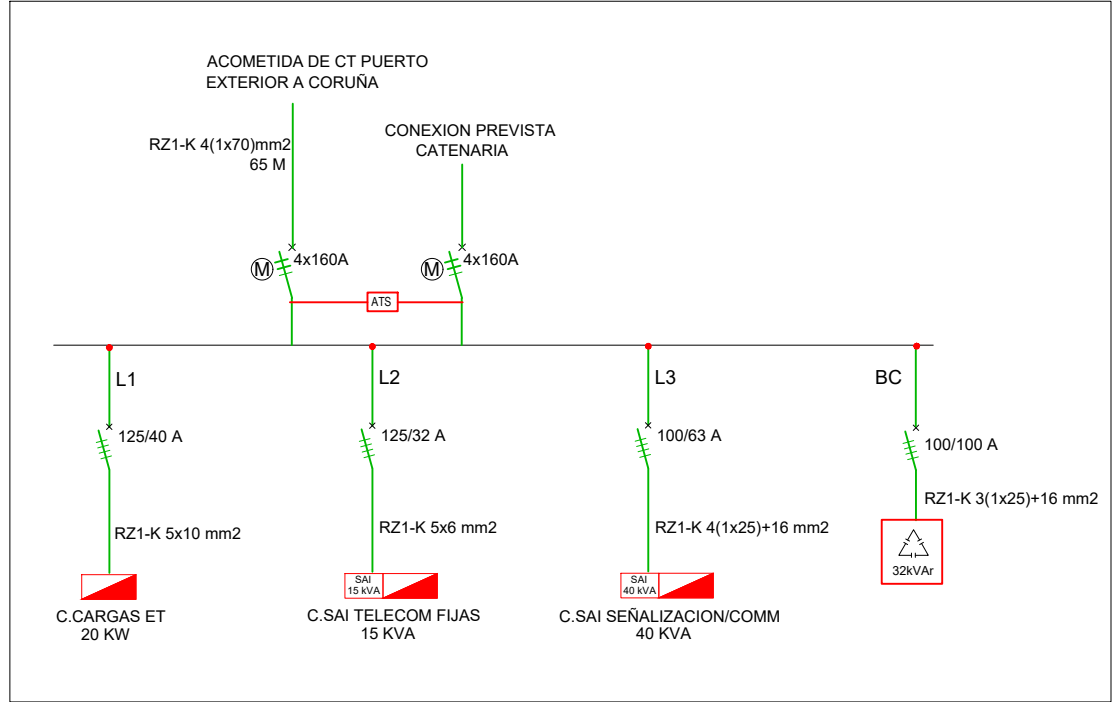 ACOMETIDA DE CT PUERTO
EXTERIOR A CORUÑA
CONEXION PREVISTA
CATENARIA
RZ1-K 4(1x70)mm2
65 M
M
4x160A
M
4x160A
ATS
L1
L2
L3
BC
125/40 A
125/32 A
100/63 A
100/100 A
RZ1-K 5x10 mm2
RZ1-K 5x6 mm2
RZ1-K 4(1x25)+16 mm2
RZ1-K 3(1x25)+16 mm2
SAI
15 kVA
SAI
40 kVA
32kVAr
C.CARGAS ET
20 KW
C.SAI TELECOM FIJAS
15 KVA
C.SAI SEÑALIZACION/COMM
40 KVA